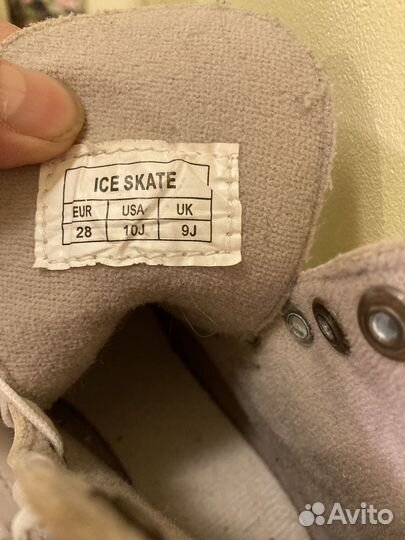 ICE SKATE
EUR USA UK
28 10J 9J
Avito